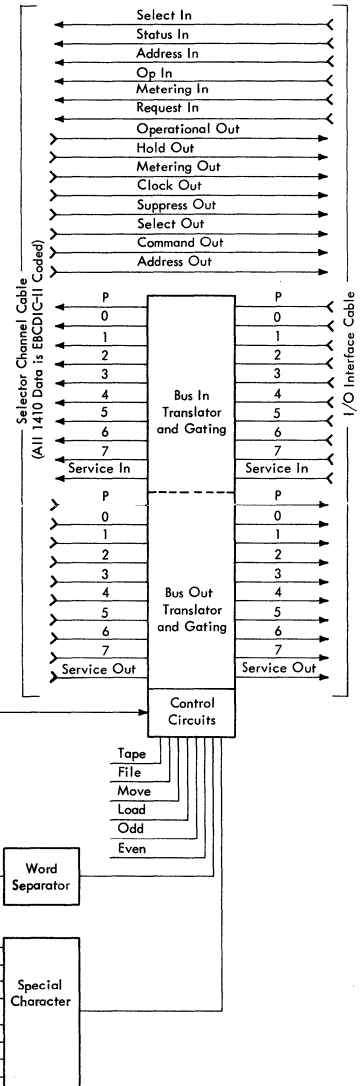 Select In
Status In
Address In
Op In
Metering In
Request In
Operational Out
Hold Out
Metering Out
Clock Out
Suppress Out
Select Out
Command Out
Address Out
Selector Channel Cable
(All 1410 Data is EBCDIC-II Coded)
I/O Interface Cable
P P
0 0
1 1
2 2
3 3
4 4
5 5
6 6
7 7
Service In Service In
Bus In
Translator
and Gating
P P
0 0
1 1
2 2
3 3
4 4
5 5
6 6
7 7
Service Out Service Out
Bus Out
Translator
and Gating
Control
Circuits
Tape
File
Move
Load
Odd
Even
Word
Separator
Special
Character